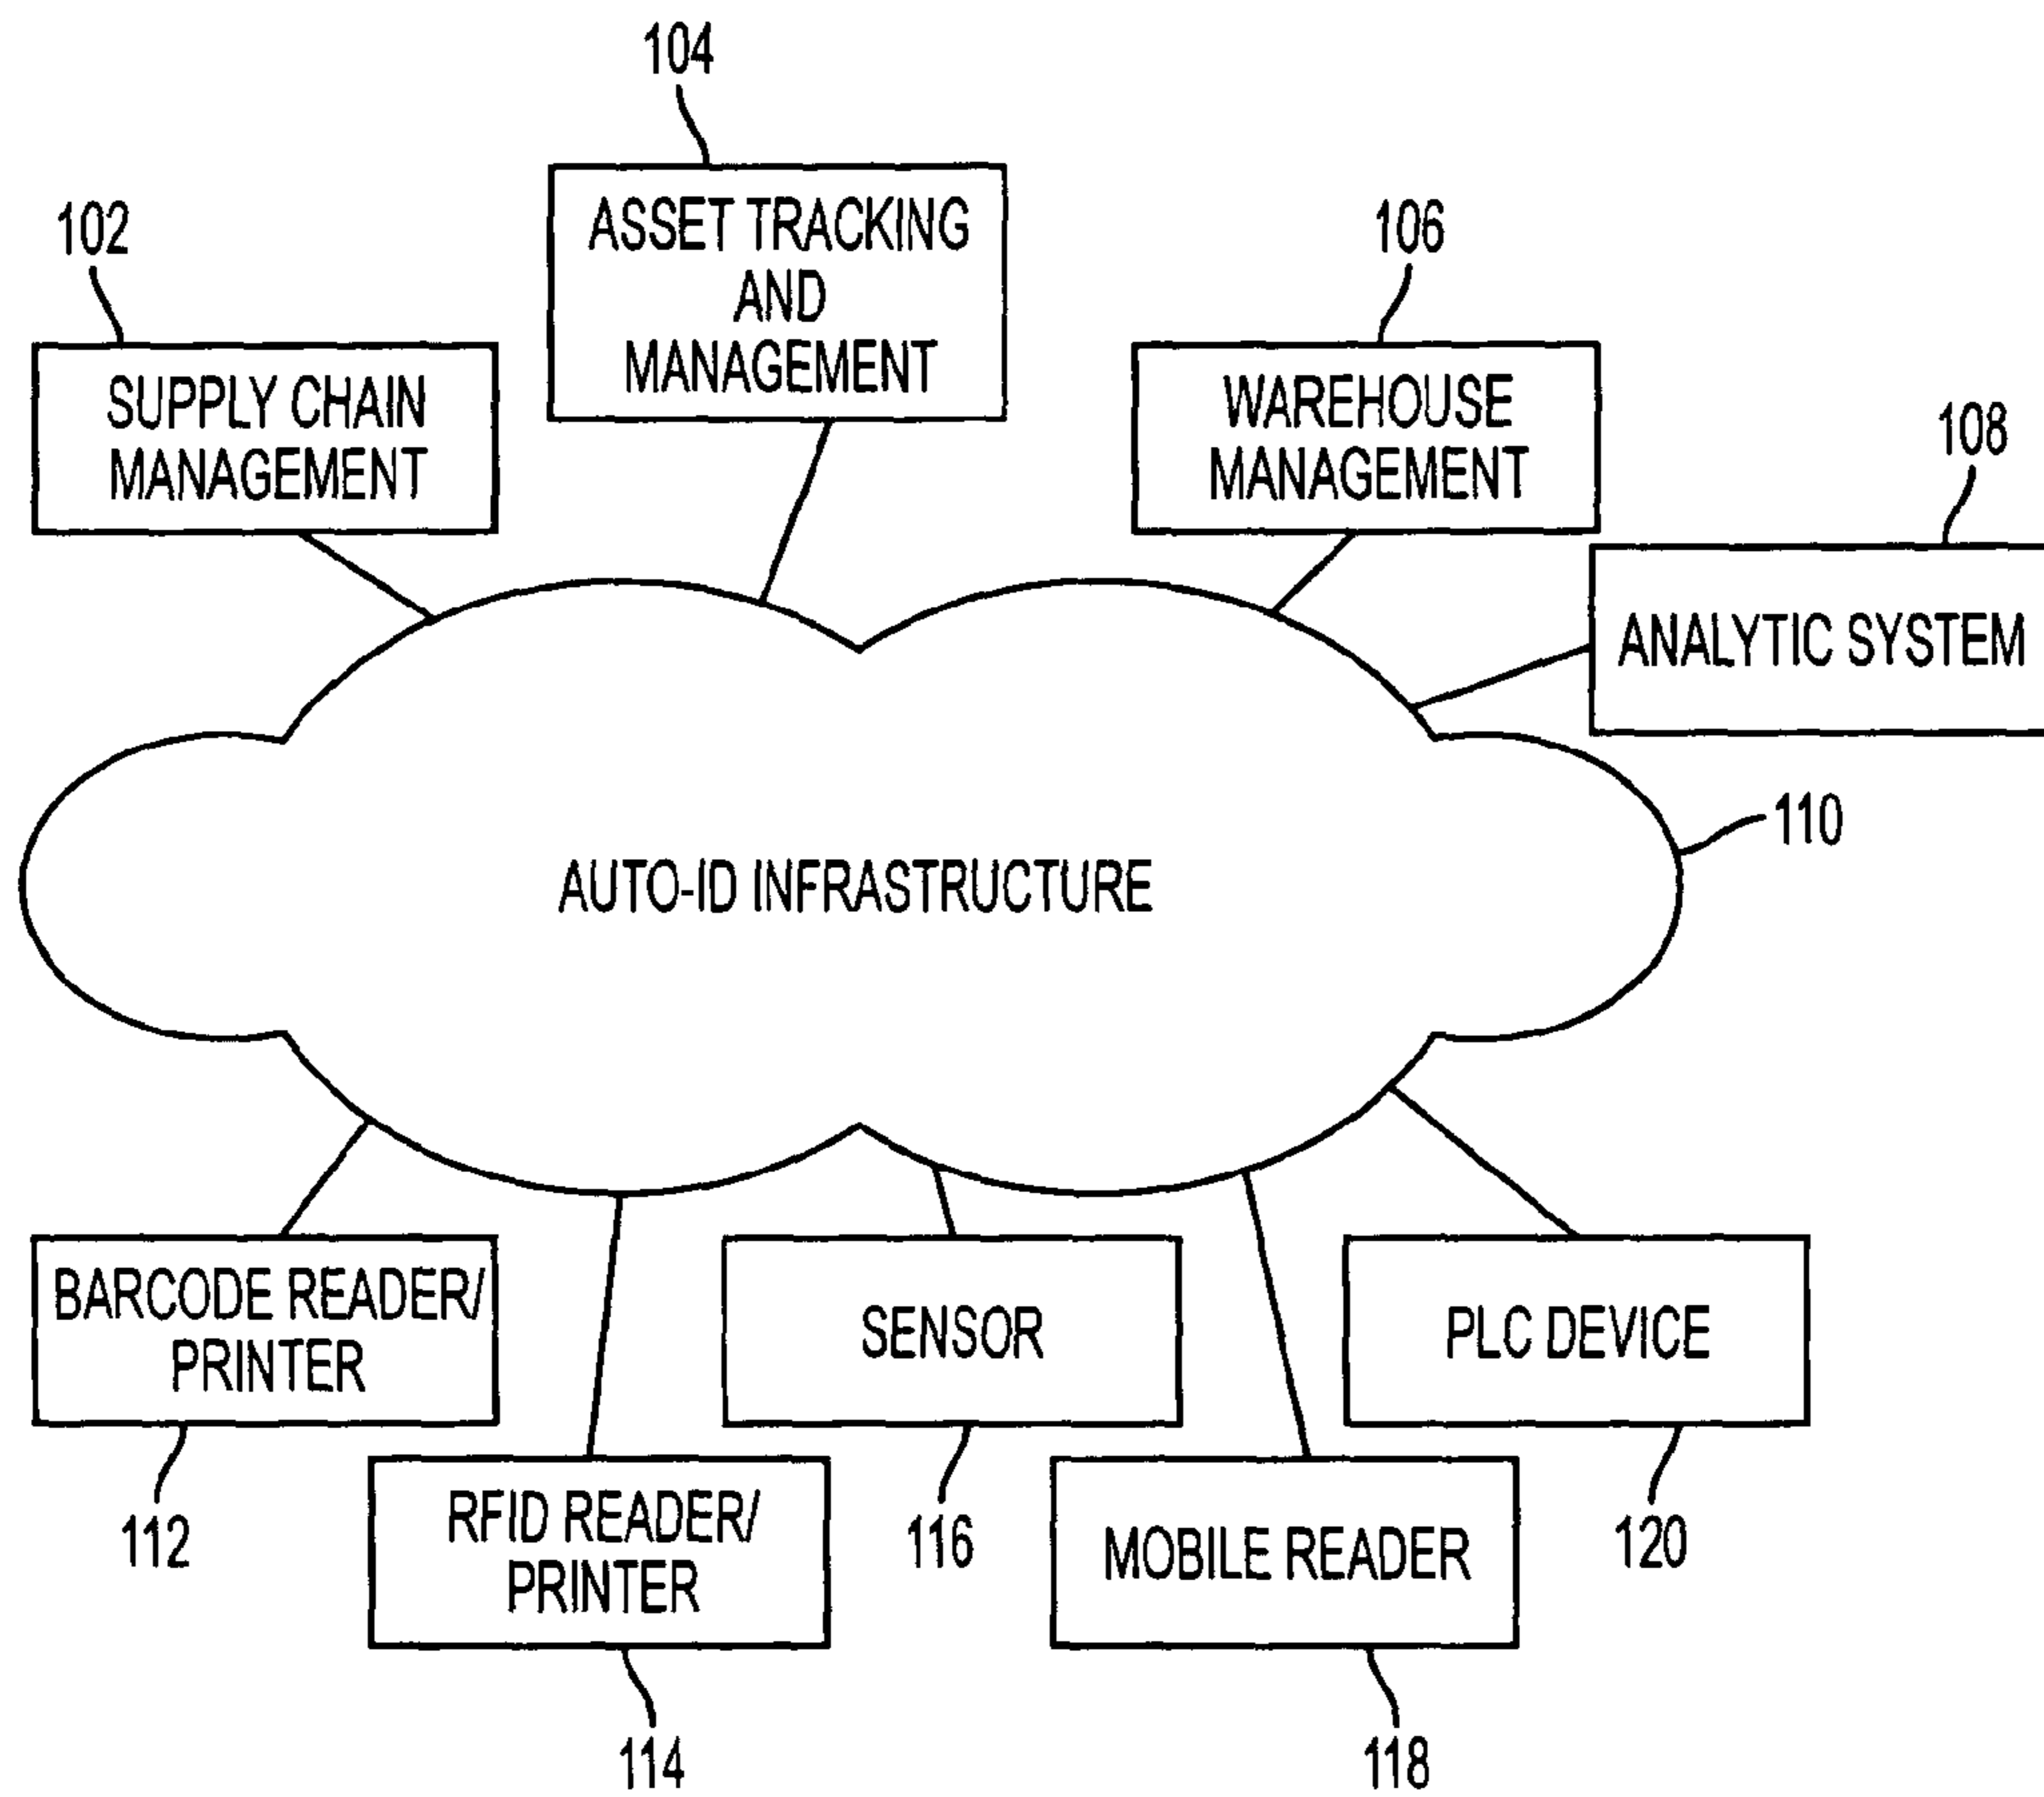 104
ASSET TRACKING
AND
MANAGEMENT
102
SUPPLY CHAIN
MANAGEMENT
106
WAREHOUSE
MANAGEMENT
108
ANALYTIC SYSTEM
110
AUTO-ID INFRASTRUCTURE
BARCODE READER/
PRINTER
112
RFID READER/
PRINTER
114
SENSOR
116
MOBILE READER
118
PLC DEVICE
120